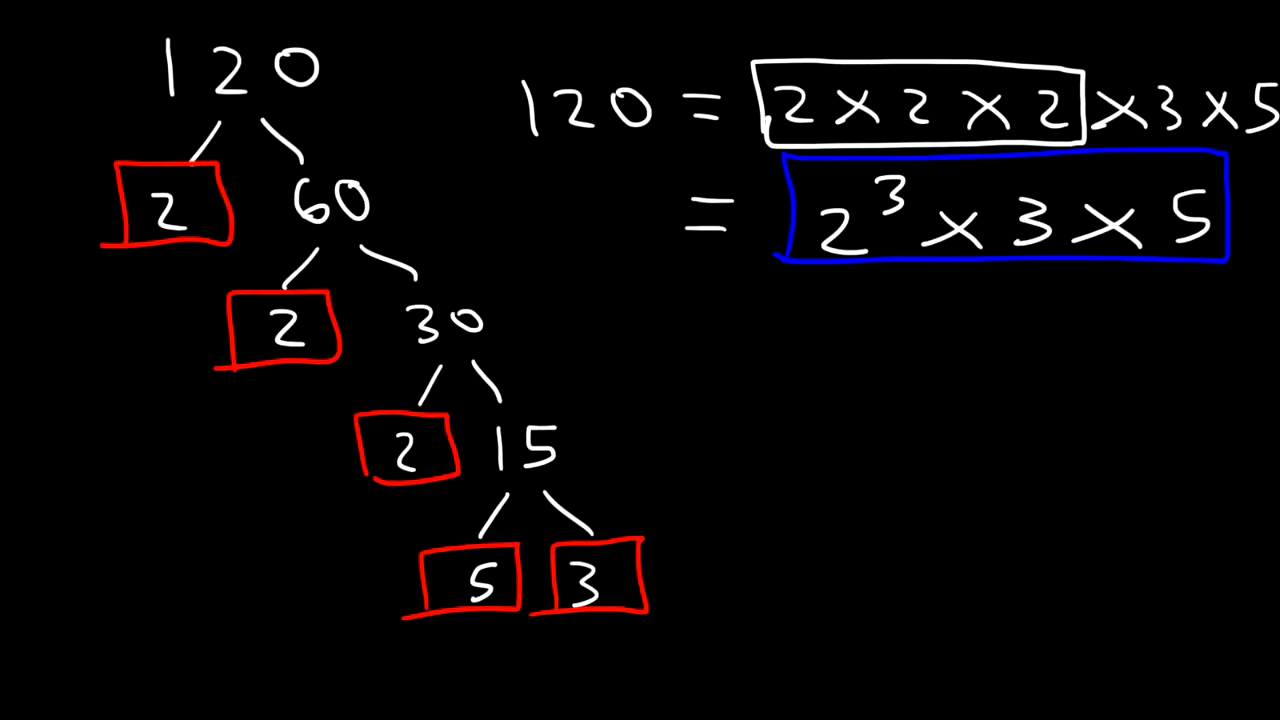 120
120 = 2 × 2 × 2 × 3 × 5
= 2³ × 3 × 5
2 60
2 30
2 15
5 3